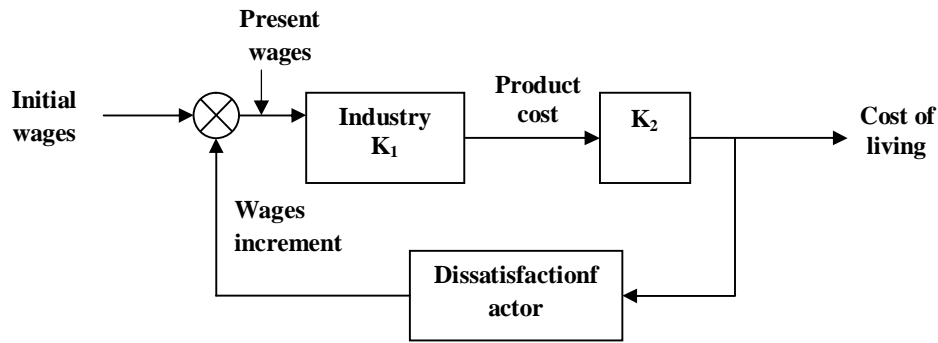 Present
wages
Initial
wages
Industry
K₁
Product
cost
K₂
Cost of
living
Wages
increment
Dissatisfactionf
actor